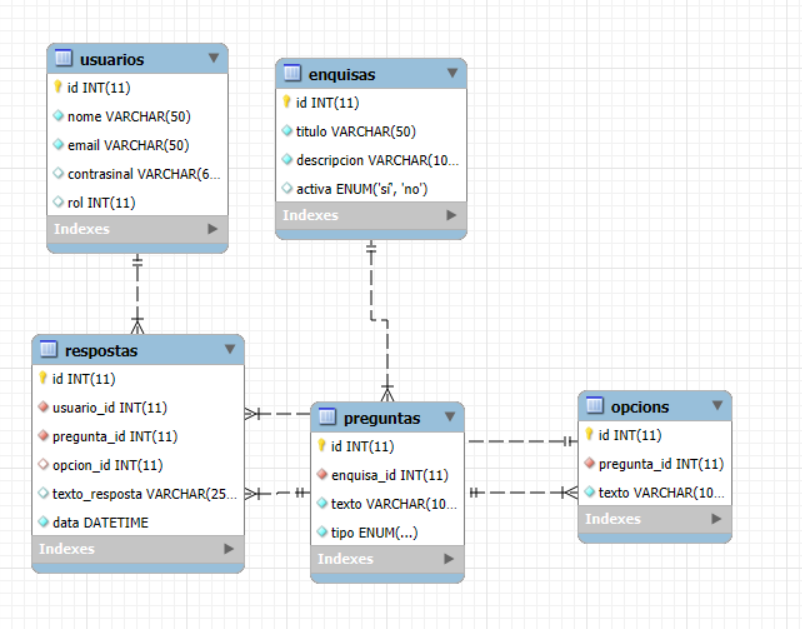 usuarios
id INT(11)
nome VARCHAR(50)
email VARCHAR(50)
contrasinal VARCHAR(6...
rol INT(11)
Indexes
enquisas
id INT(11)
titulo VARCHAR(50)
descripcion VARCHAR(10...
activa ENUM('sí', 'no')
Indexes
respostas
id INT(11)
usuario_id INT(11)
pregunta_id INT(11)
opcion_id INT(11)
texto_resposta VARCHAR(25...
data DATETIME
Indexes
preguntas
id INT(11)
enquisa_id INT(11)
texto VARCHAR(10...
tipo ENUM(...)
Indexes
opcions
id INT(11)
pregunta_id INT(11)
texto VARCHAR(10...
Indexes